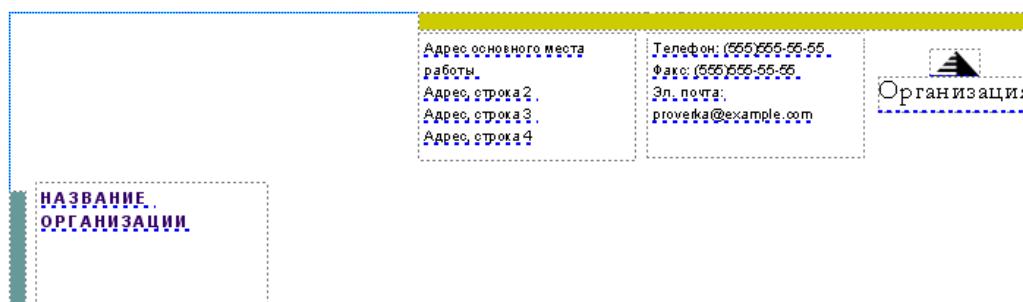 Адрес основного места
работы
Адрес, строка 2
Адрес, строка 3
Адрес, строка 4
Телефон: (555)555-55-55
Факс: (555)555-55-55
Эл. почта:
proverka@example.com
Организация
НАЗВАНИЕ
ОРГАНИЗАЦИИ